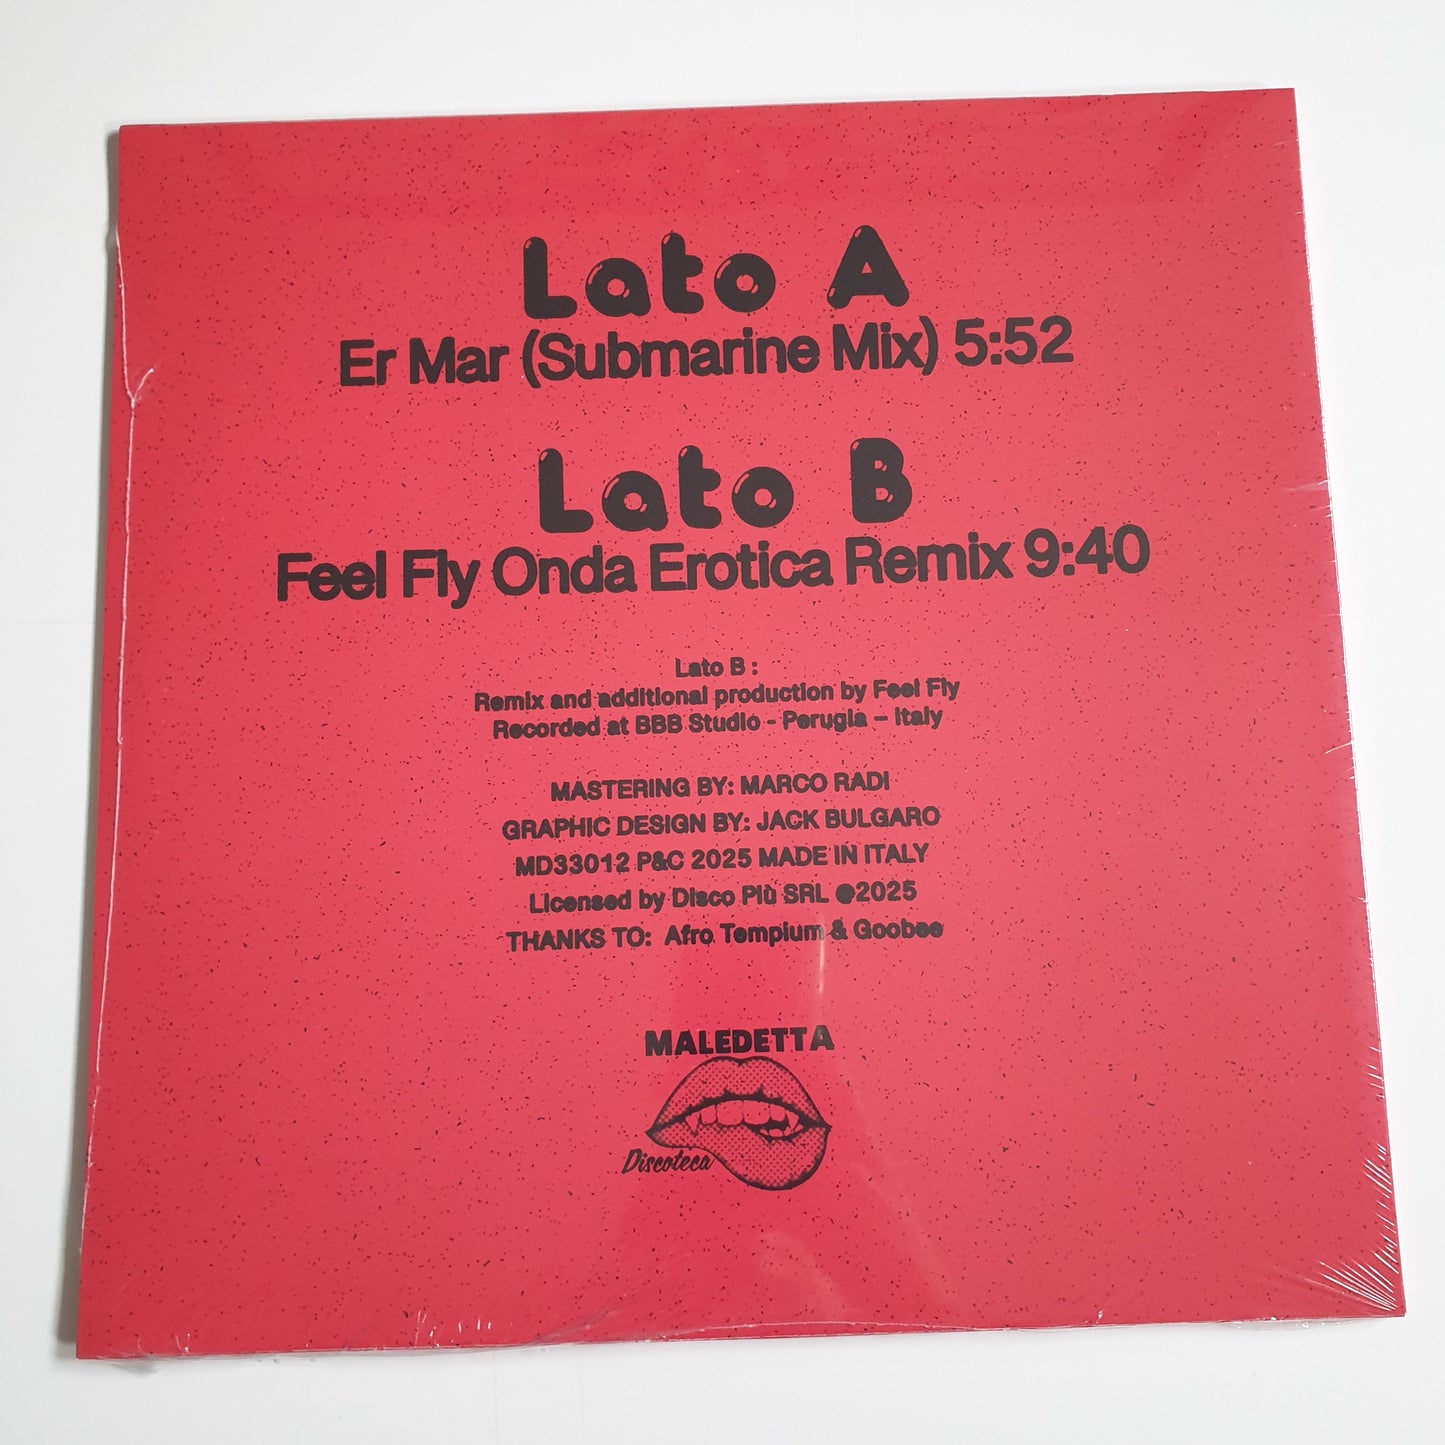 Lato A
Er Mar (Submarine Mix) 5:52
Lato B
Feel Fly Onda Erotica Remix 9:40
Lato B :
Remix and additional production by Feel Fly
Recorded at BBB Studio - Perugia – Italy
MASTERING BY: MARCO RADI
GRAPHIC DESIGN BY: JACK BULGARO
MD33012 P&C 2025 MADE IN ITALY
Licensed by Disco Più SRL @2025
THANKS TO: Afro Templum & Goobee
MALEDETTA
Discoteca